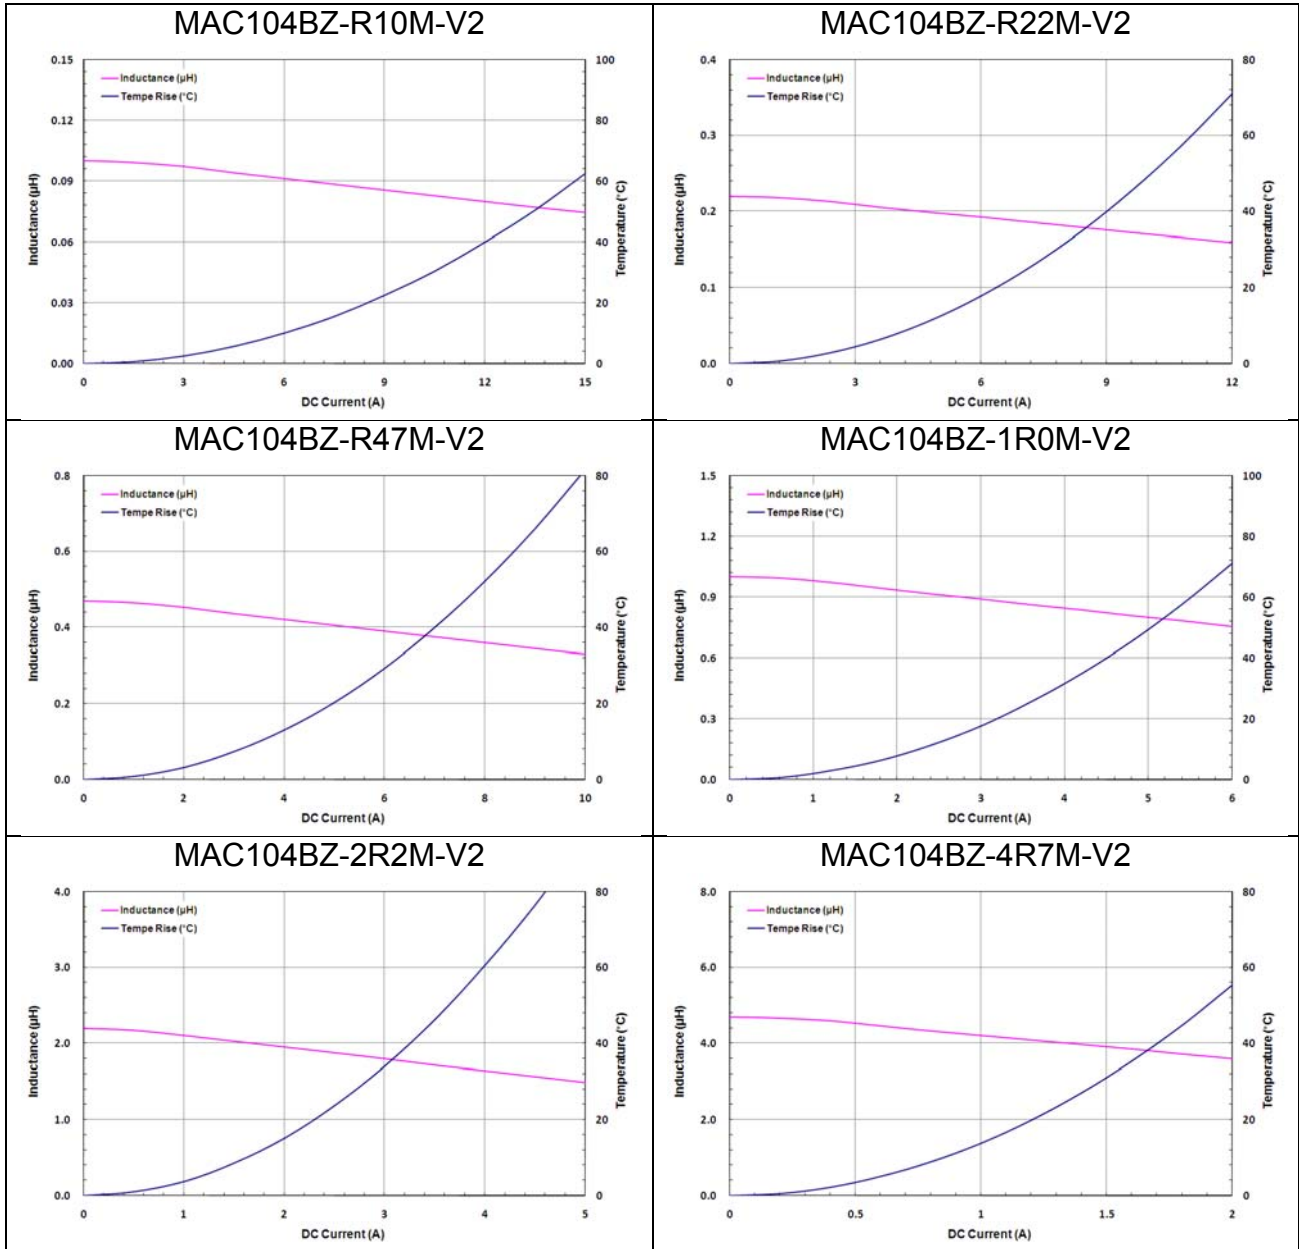 MAC104BZ-R10M-V2
0.15
0.12
0.09
0.06
0.03
0.00
100
80
60
40
20
0
0 3 6 9 12 15
Inductance (µH)
Tempe Rise (°C)
Inductance (µH)
Temperature (°C)
DC Current (A)
MAC104BZ-R22M-V2
0.4
0.3
0.2
0.1
0.0
80
60
40
20
0
0 3 6 9 12
Inductance (µH)
Tempe Rise (°C)
Inductance (µH)
Temperature (°C)
DC Current (A)
MAC104BZ-R47M-V2
0.8
0.6
0.4
0.2
0.0
80
60
40
20
0
0 2 4 6 8 10
Inductance (µH)
Tempe Rise (°C)
Inductance (µH)
Temperature (°C)
DC Current (A)
MAC104BZ-1R0M-V2
1.5
1.2
0.9
0.6
0.3
0.0
100
80
60
40
20
0
0 1 2 3 4 5 6
Inductance (µH)
Tempe Rise (°C)
Inductance (µH)
Temperature (°C)
DC Current (A)
MAC104BZ-2R2M-V2
4.0
3.0
2.0
1.0
0.0
80
60
40
20
0
0 1 2 3 4 5
Inductance (µH)
Tempe Rise (°C)
Inductance (µH)
Temperature (°C)
DC Current (A)
MAC104BZ-4R7M-V2
8.0
6.0
4.0
2.0
0.0
80
60
40
20
0
0 0.5 1 1.5 2
Inductance (µH)
Tempe Rise (°C)
Inductance (µH)
Temperature (°C)
DC Current (A)